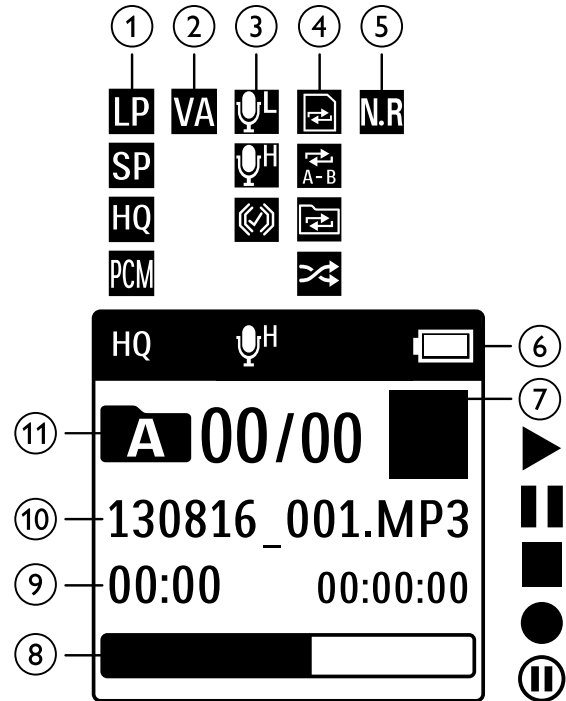 1 2 3 4 5
LP VA L N.R
SP H A-B
HQ
PCM
HQ H 6
7
11 A 00/00
10 130816_001.MP3
9 00:00 00:00:00
8